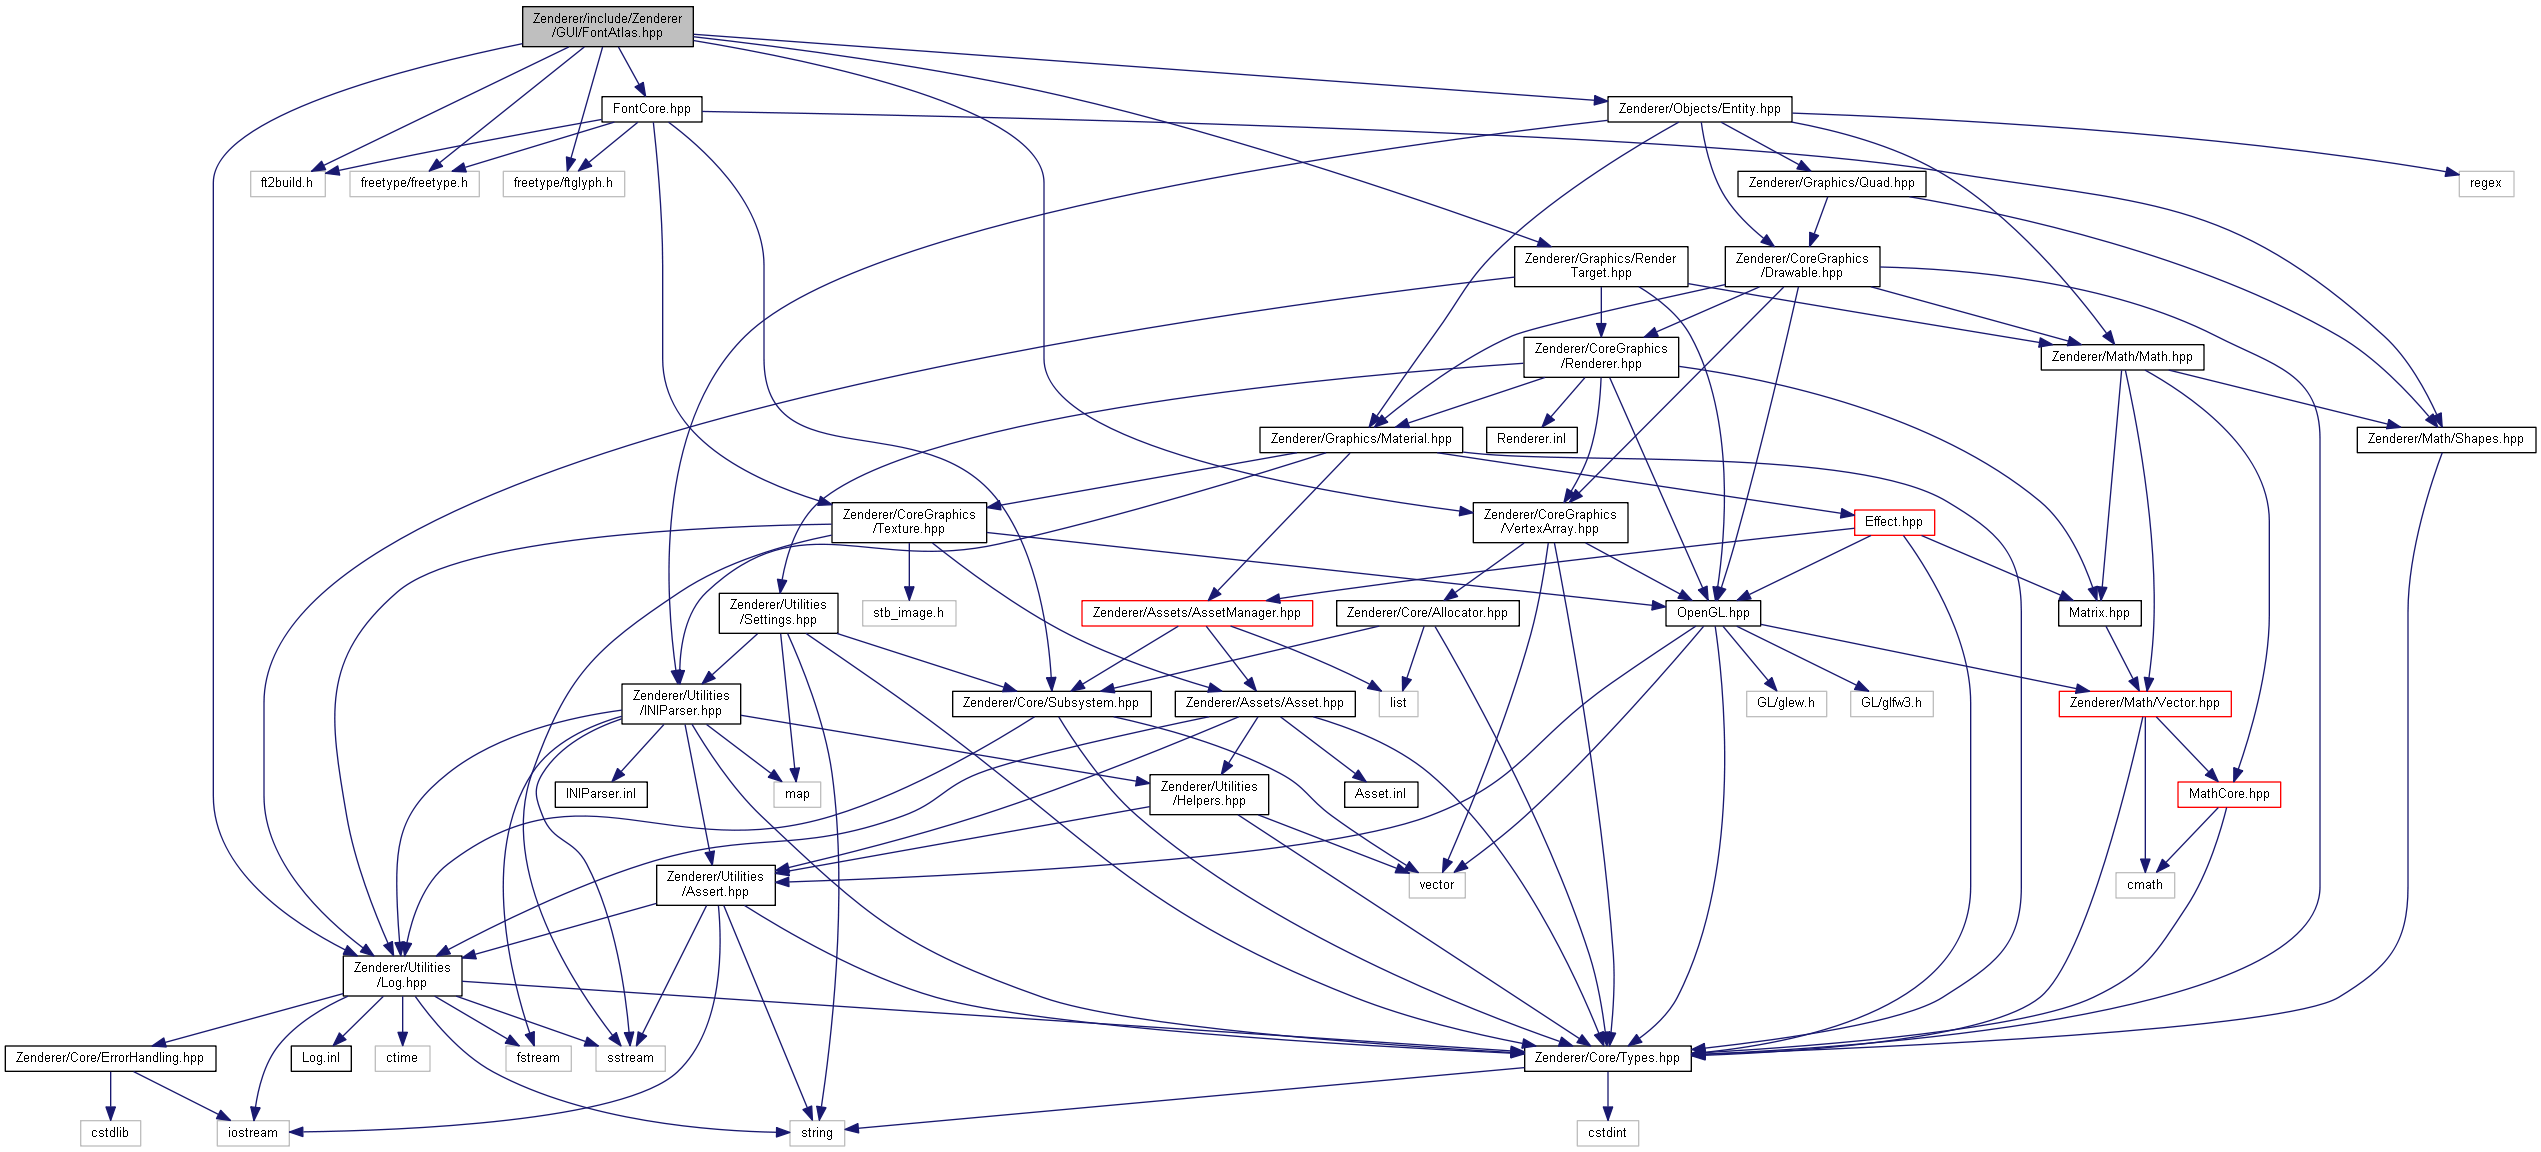 Zenderer/include/Zenderer
/GUI/FontAtlas.hpp
FontCore.hpp
Zenderer/Objects/Entity.hpp
ft2build.h
freetype/freetype.h
freetype/ftglyph.h
Zenderer/Graphics/Quad.hpp
regex
Zenderer/Graphics/Render
Target.hpp
Zenderer/CoreGraphics
/Drawable.hpp
Zenderer/CoreGraphics
/Renderer.hpp
Zenderer/Math/Math.hpp
Zenderer/Graphics/Material.hpp
Renderer.inl
Zenderer/Math/Shapes.hpp
Zenderer/CoreGraphics
/Texture.hpp
Zenderer/CoreGraphics
/VertexArray.hpp
Effect.hpp
Zenderer/Utilities
/Settings.hpp
stb_image.h
Zenderer/Assets/AssetManager.hpp
Zenderer/Core/Allocator.hpp
OpenGL.hpp
Matrix.hpp
Zenderer/Utilities
/INIParser.hpp
Zenderer/Core/Subsystem.hpp
Zenderer/Assets/Asset.hpp
list
GL/glew.h
GL/glfw3.h
Zenderer/Math/Vector.hpp
INIParser.inl
map
Zenderer/Utilities
/Helpers.hpp
Asset.inl
MathCore.hpp
Zenderer/Utilities
/Assert.hpp
vector
cmath
Zenderer/Utilities
/Log.hpp
Zenderer/Core/ErrorHandling.hpp
Log.inl
ctime
fstream
sstream
Zenderer/Core/Types.hpp
cstdlib
iostream
string
cstdint